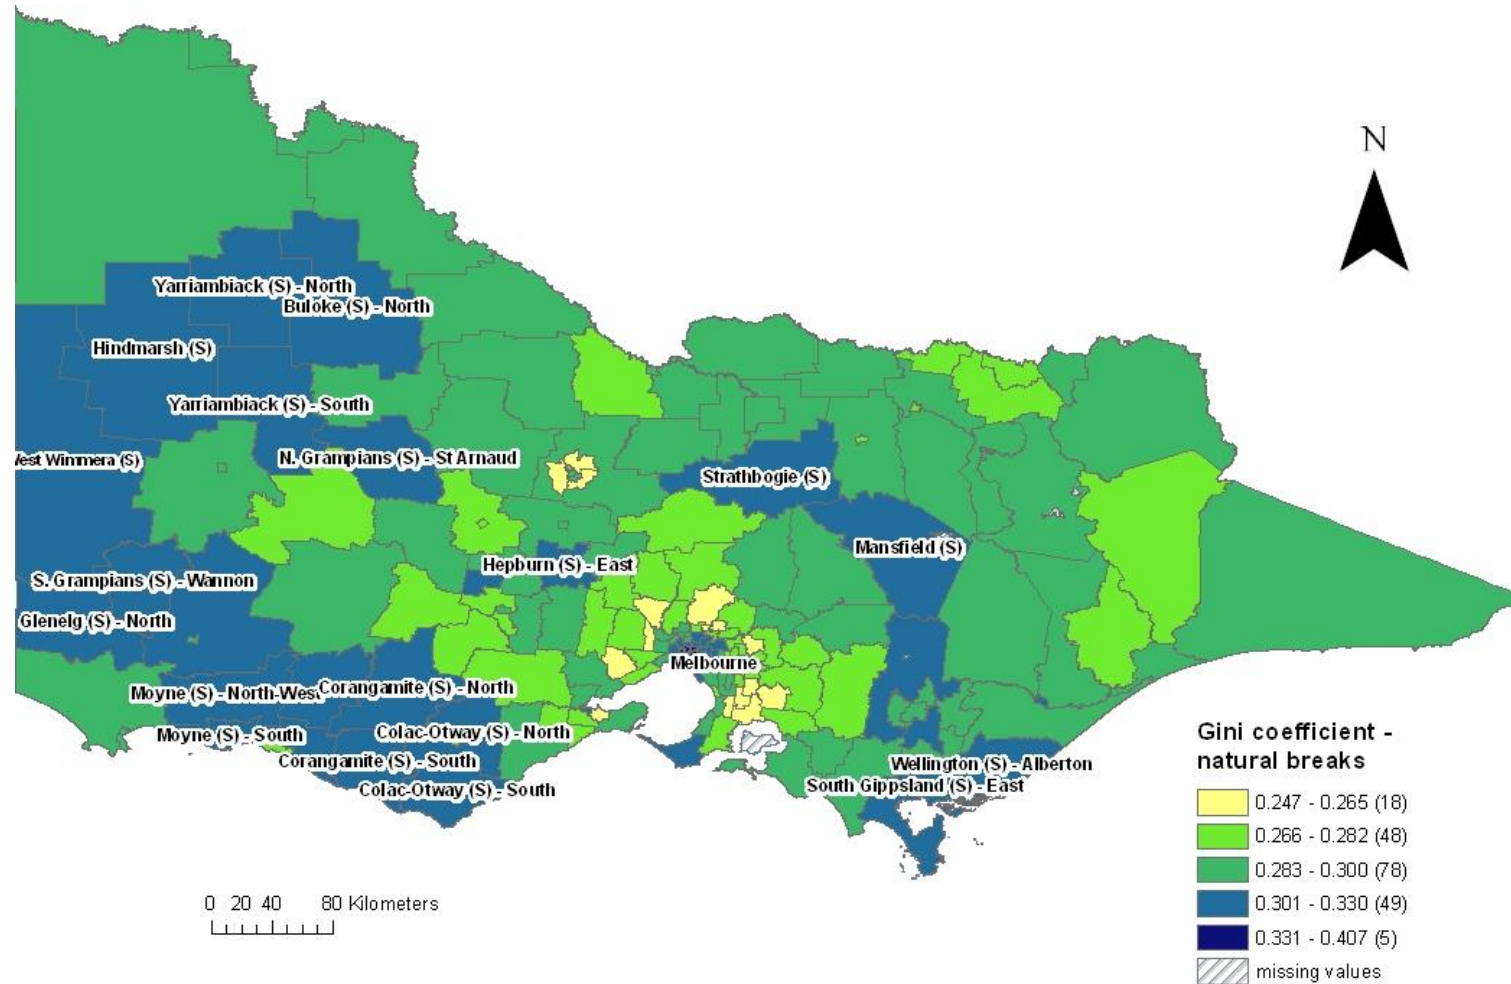 N
Yarriambiack (S) - North
Buloke (S) - North
Hindmarsh (S)
Yarriambiack (S) - South
West Wimmera (S)
N. Grampians (S) - St Arnaud
Strathbogie (S)
Mansfield (S)
Hepburn (S) - East
S. Grampians (S) - Wannon
Glenelg (S) - North
Melbourne
Moyne (S) - North-West
Corangamite (S) - North
Moyne (S) - South
Colac-Otway (S) - North
Corangamite (S) - South
Colac-Otway (S) - South
Wellington (S) - Alberton
South Gippsland (S) - East
Gini coefficient -
natural breaks
0.247 - 0.265 (18)
0.266 - 0.282 (48)
0.283 - 0.300 (78)
0.301 - 0.330 (49)
0.331 - 0.407 (5)
missing values
0 20 40 80 Kilometers